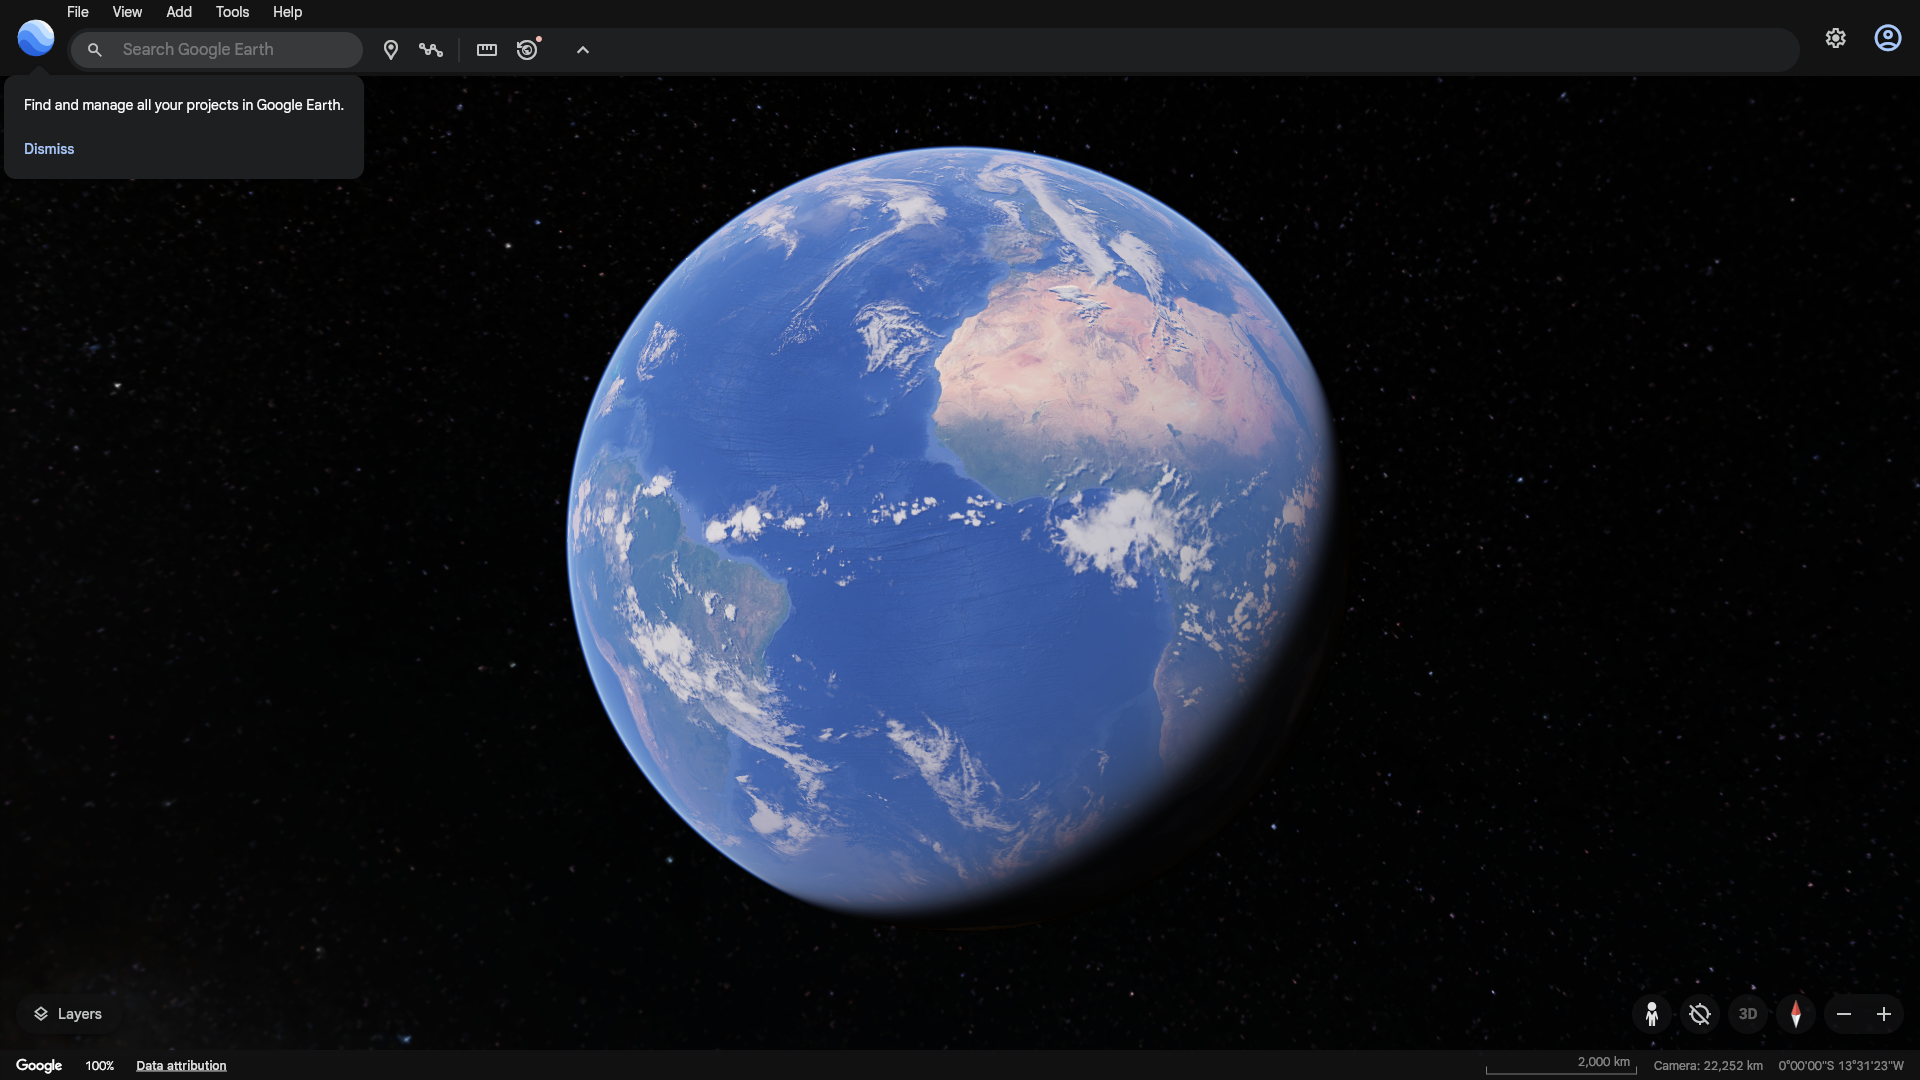 File View Add Tools Help
Search Google Earth
Find and manage all your projects in Google Earth.
Dismiss
Layers
3D
Google 100% Data attribution 2,000 km Camera: 22,252 km 0°00'00"S 13°31'23"W